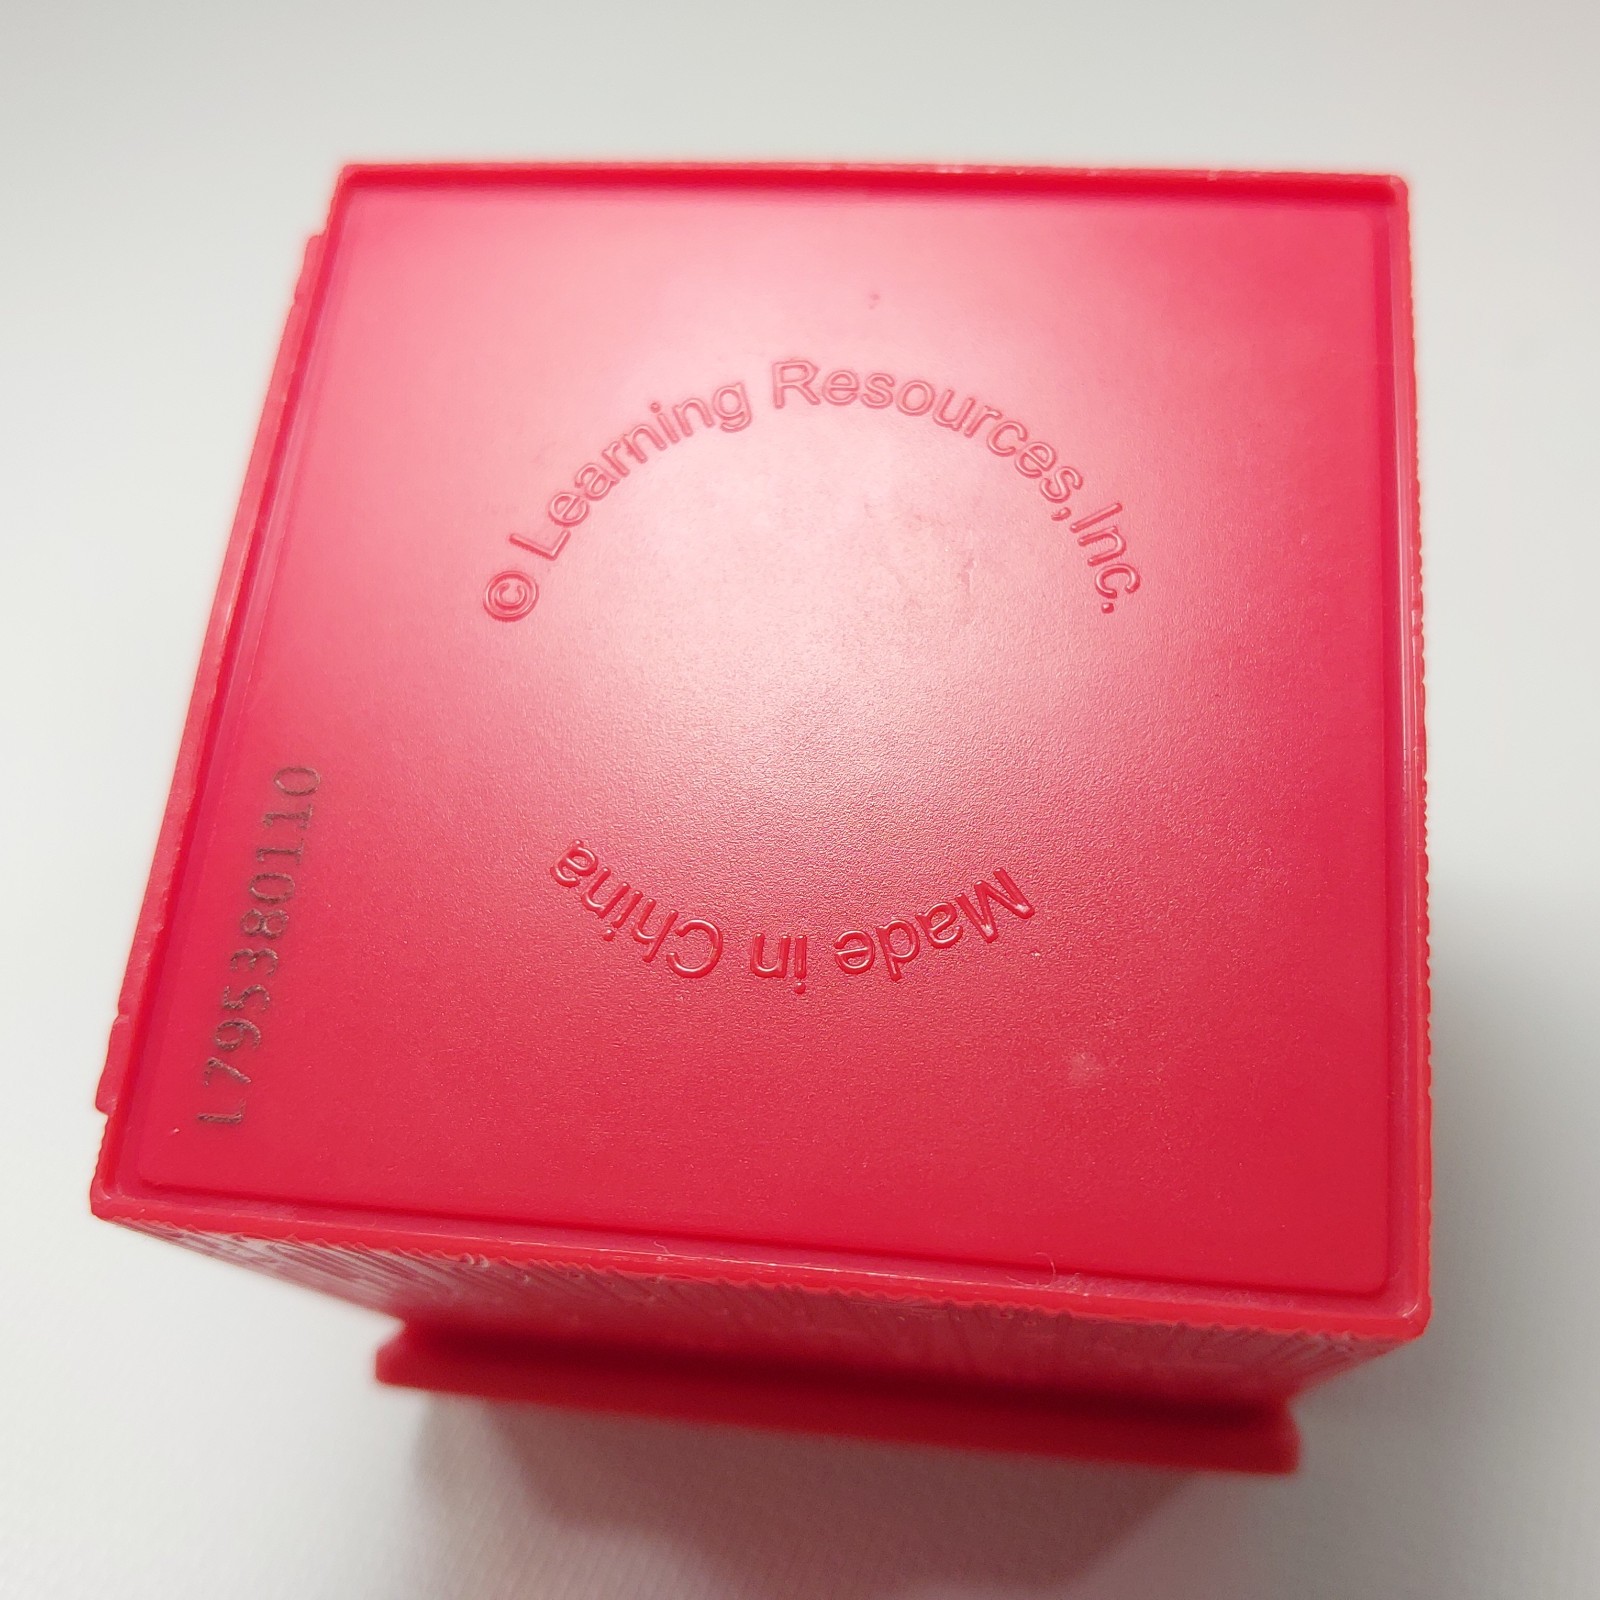 © Learning Resources,Inc.
Made in China
L795380110